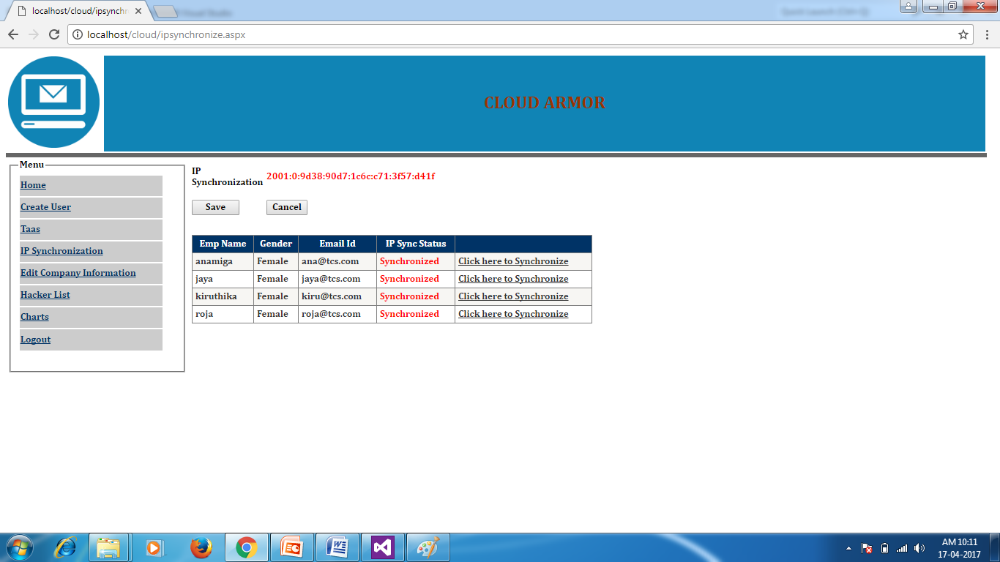 localhost/cloud/ipsynchr
localhost/cloud/ipsynchronize.aspx
CLOUD ARMOR
Menu
Home
Create User
Taas
IP Synchronization
Edit Company Information
Hacker List
Charts
Logout
IP
Synchronization
2001:0:9d38:90d7:1c6c:c71:3f57:d41f
Save Cancel
Emp Name Gender Email Id IP Sync Status
anamiga Female ana@tcs.com Synchronized Click here to Synchronize
jaya Female jaya@tcs.com Synchronized Click here to Synchronize
kiruthika Female kiru@tcs.com Synchronized Click here to Synchronize
roja Female roja@tcs.com Synchronized Click here to Synchronize
AM 10:11
17-04-2017